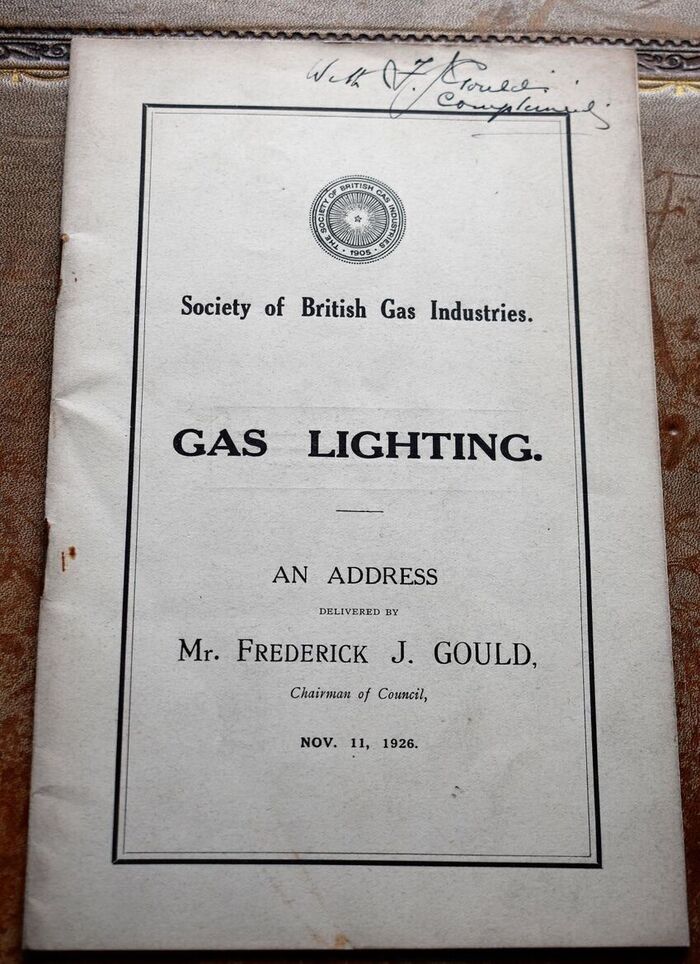 With F. J. Gould's
Compliments
THE SOCIETY OF BRITISH GAS INDUSTRIES
• 1905 •
Society of British Gas Industries.
GAS LIGHTING.
AN ADDRESS
DELIVERED BY
Mr. FREDERICK J. GOULD,
Chairman of Council,
NOV. 11, 1926.